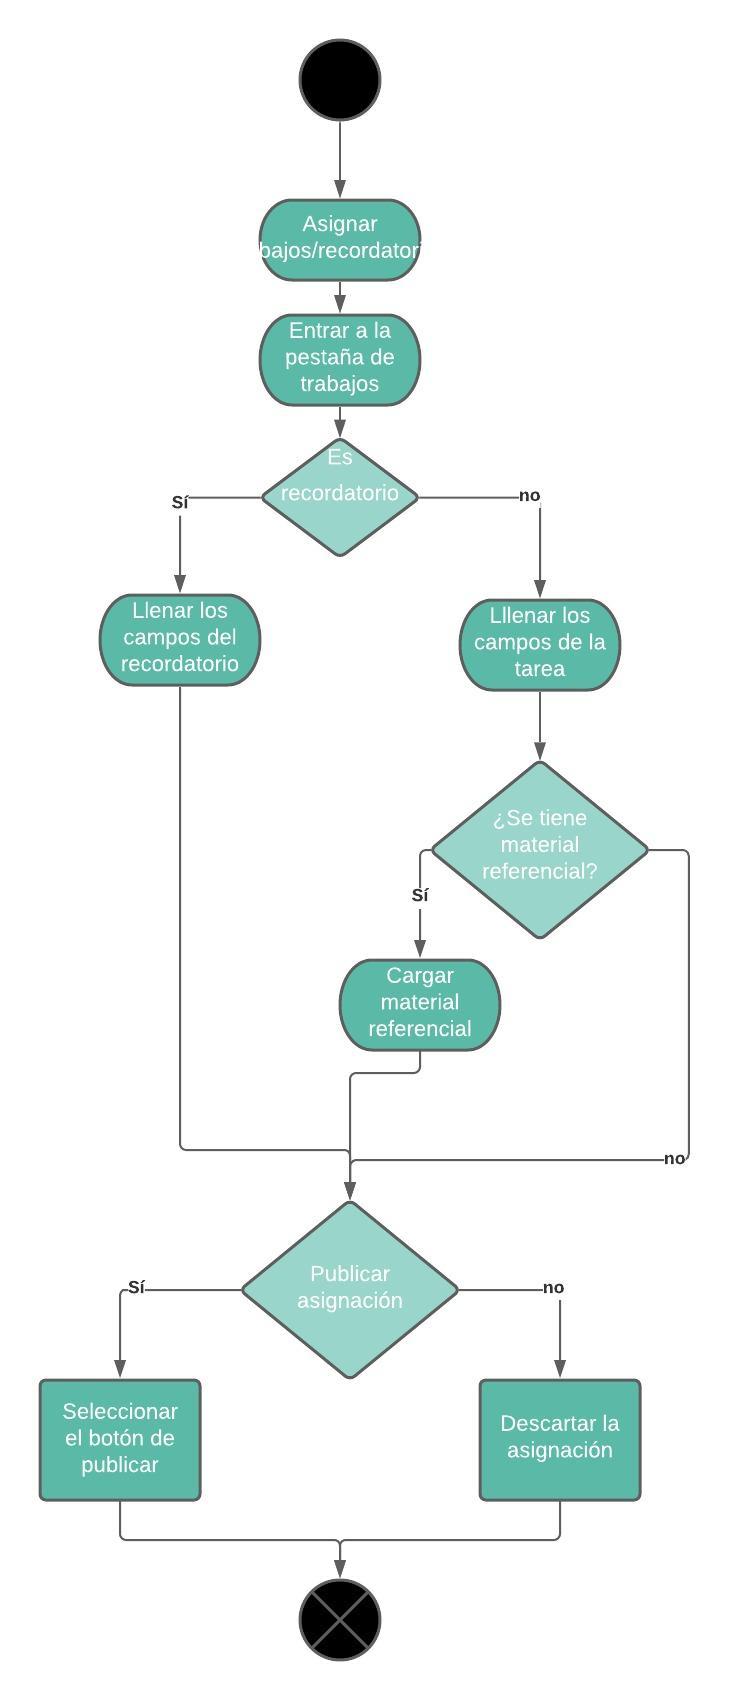 Asignar
bajos/recordator
Entrar a la
pestaña de
trabajos
Es
recordatorio
Sí
no
Llenar los
campos del
recordatorio
Lllenar los
campos de la
tarea
¿Se tiene
material
referencial?
Sí
Cargar
material
referencial
no
Publicar
asignación
Sí
no
Seleccionar
el botón de
publicar
Descartar la
asignación